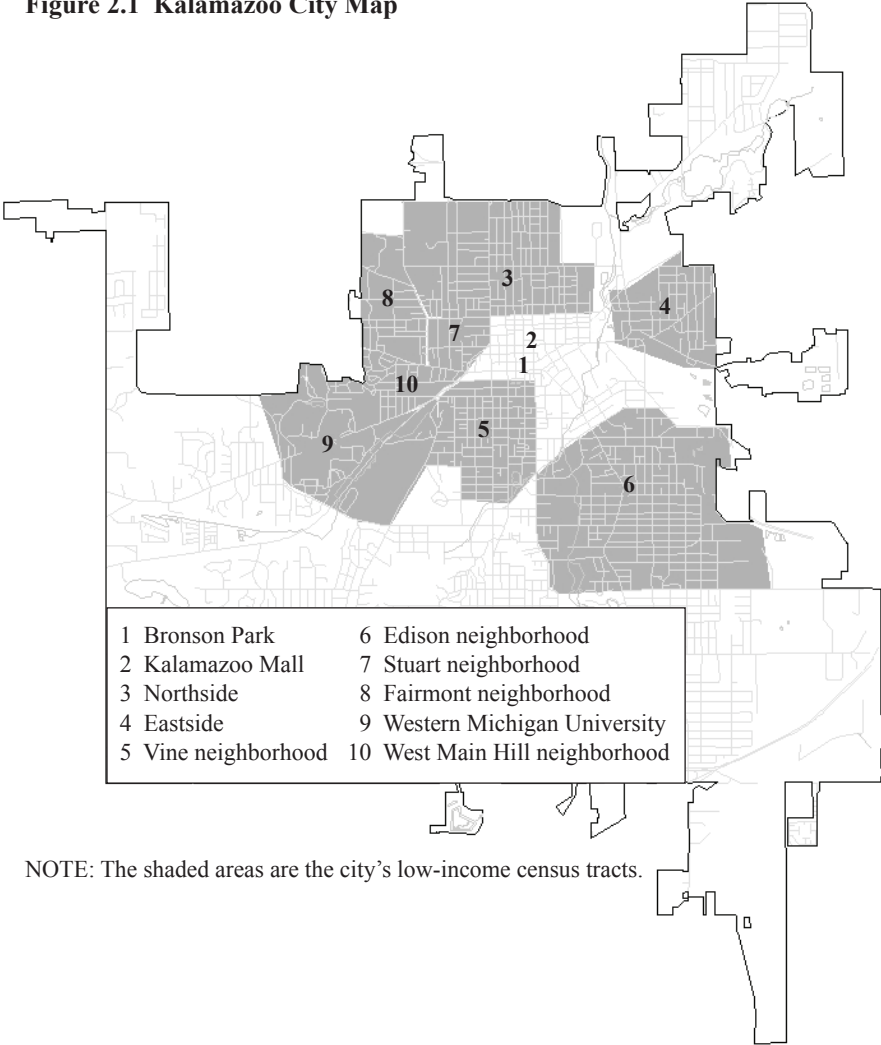 Figure 2.1 Kalamazoo City Map
3
8
4
7
2
1
10
5
9
6
1 Bronson Park
2 Kalamazoo Mall
3 Northside
4 Eastside
5 Vine neighborhood
6 Edison neighborhood
7 Stuart neighborhood
8 Fairmont neighborhood
9 Western Michigan University
10 West Main Hill neighborhood
NOTE: The shaded areas are the city's low-income census tracts.